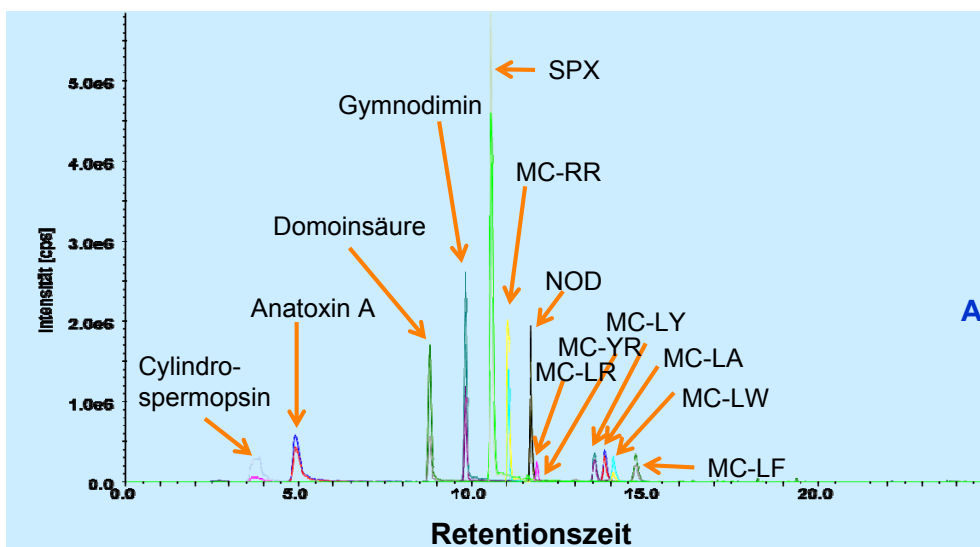 5.0e6
4.0e6
3.0e6
2.0e6
1.0e6
0.0
Intensität [cps]
SPX
Gymnodimin
MC-RR
Domoinsäure
NOD
Anatoxin A
MC-LY
MC-YR
MC-LR
MC-LA
Cylindro-
spermopsin
MC-LW
MC-LF
A
0.0
5.0
10.0
15.0
20.0
Retentionszeit